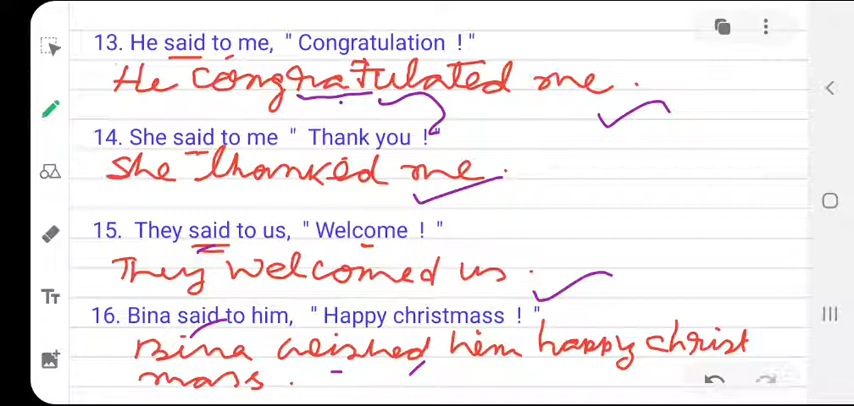 13. He said to me, " Congratulation ! "
He congratulated me .
14. She said to me " Thank you ! "
She thanked me .
15. They said to us, " Welcome ! "
They welcomed us .
16. Bina said to him, " Happy christmass ! "
Bina wished him happy christ
mass .
Tt